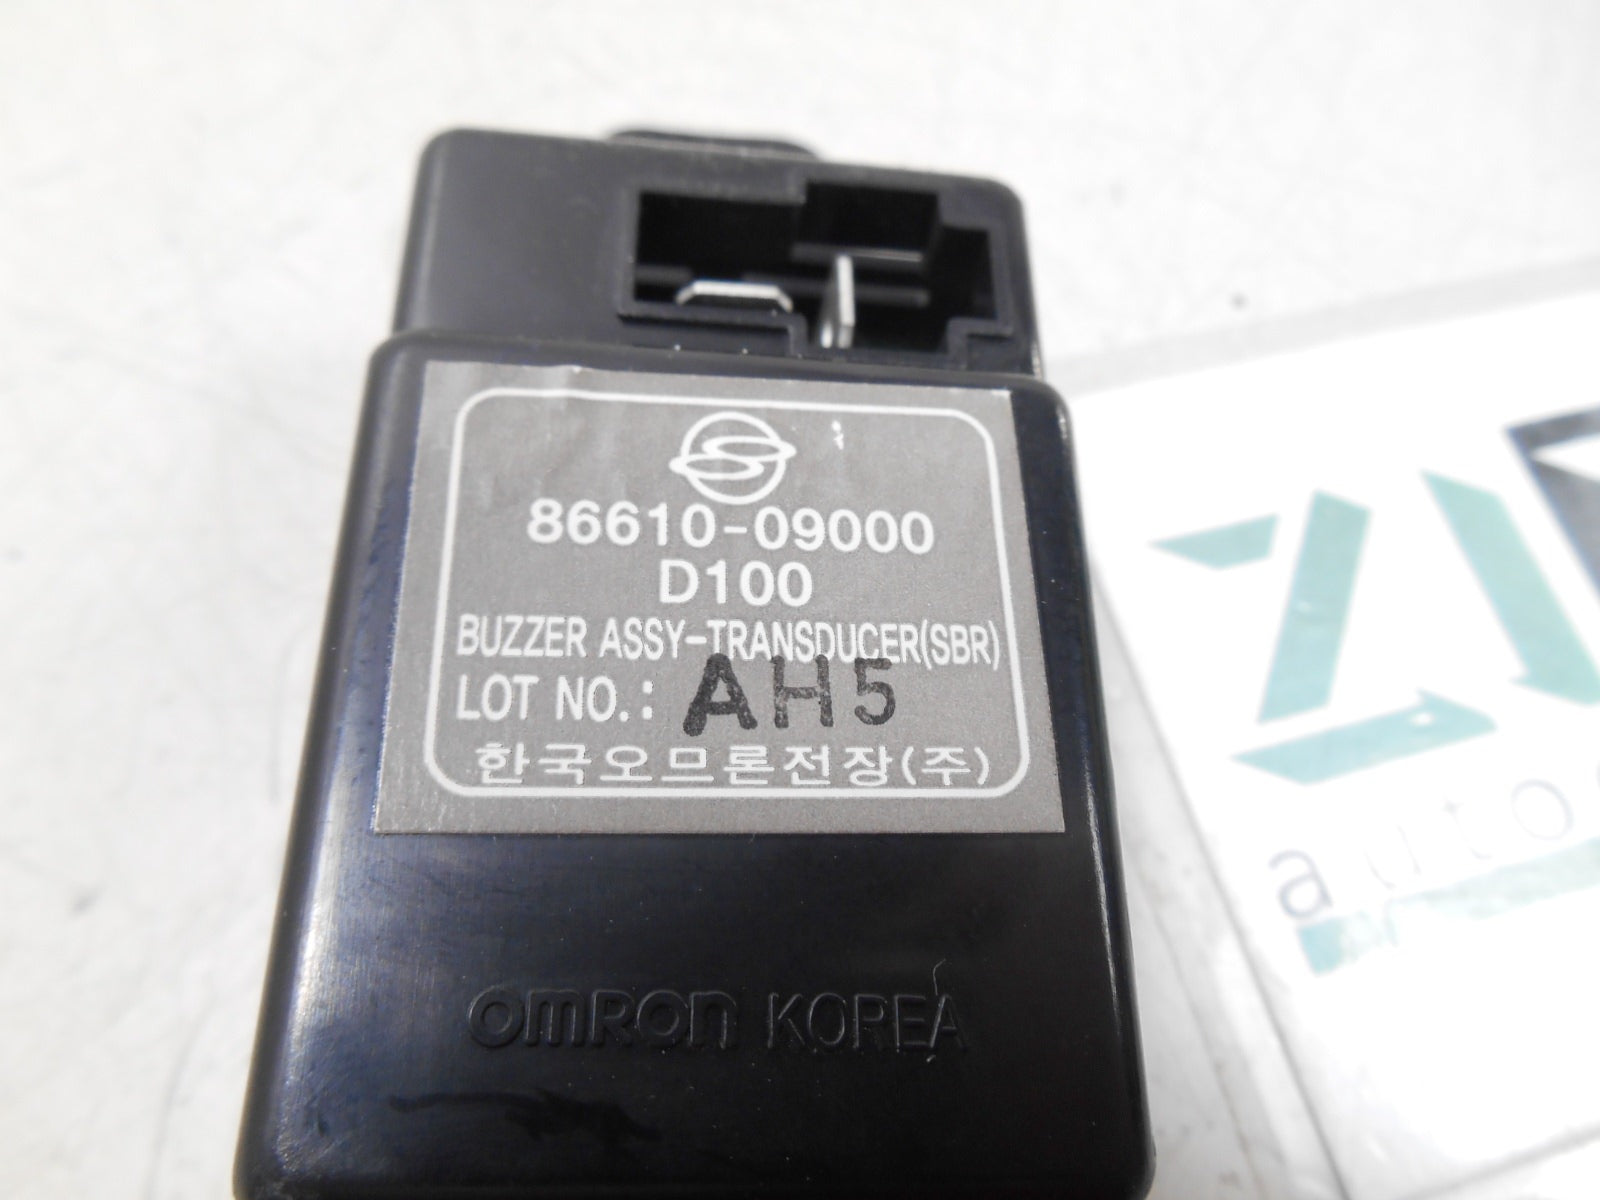 86610-09000
D100
BUZZER ASSY-TRANSDUCER(SBR)
LOT NO.: AH5
한국오므론전장(주)
OMRON KOREA
auto